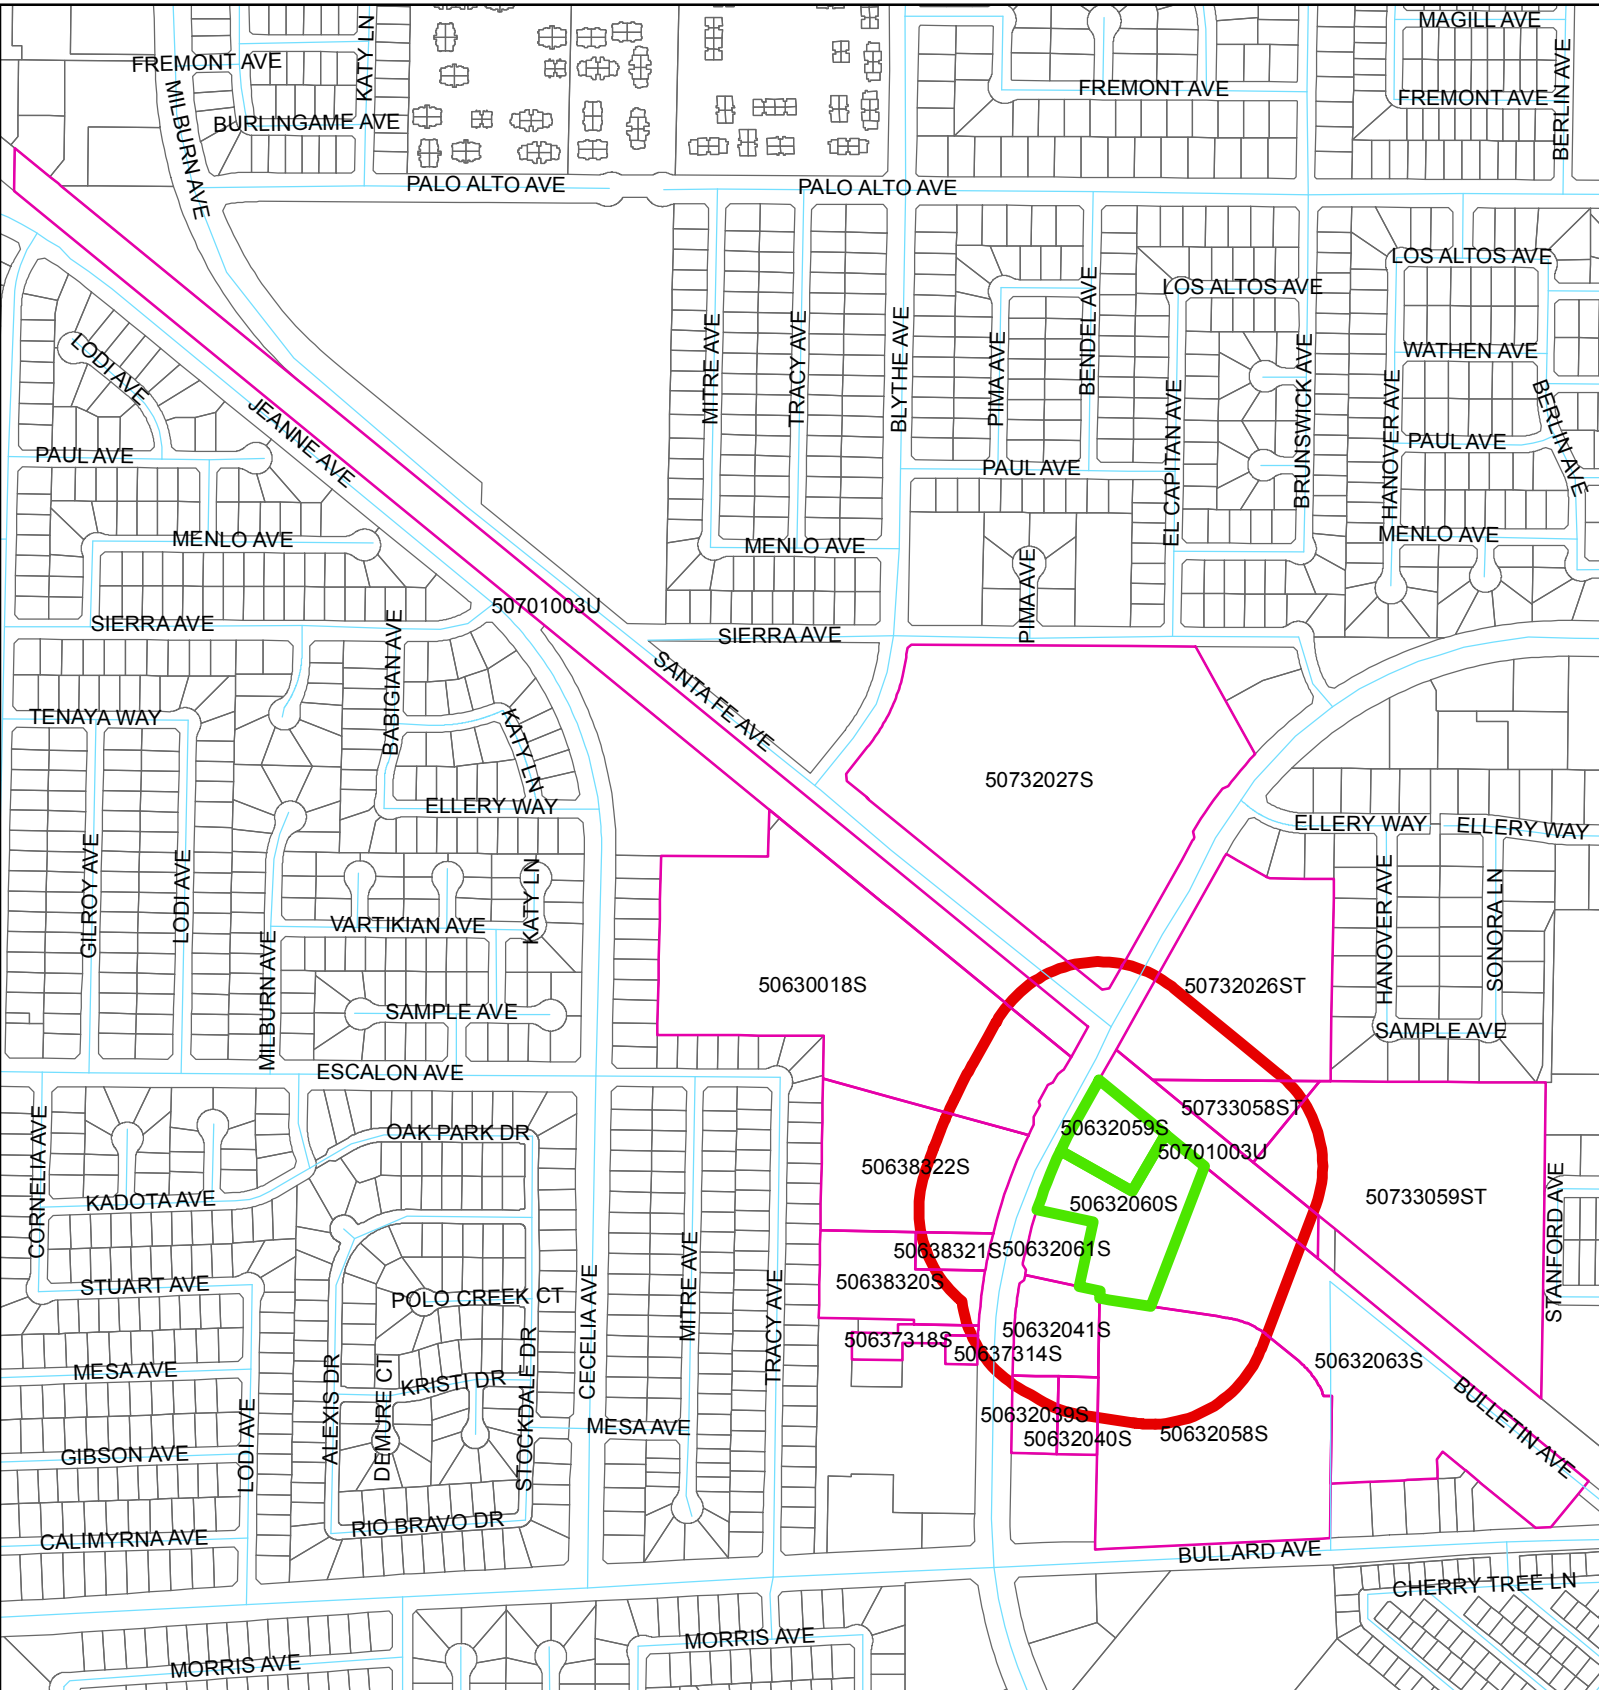 MAGILL AVE
KATY LN
FREMONT AVE
BERLIN AVE
FREMONT AVE
FREMONT AVE
MILBURN AVE
BURLINGAME AVE
PALO ALTO AVE
PALO ALTO AVE
LOS ALTOS AVE
LOS ALTOS AVE
BENDEL AVE
MITRE AVE
TRACY AVE
BLYTHE AVE
PIMA AVE
WATHEN AVE
BRUNSWICK AVE
LODI AVE
EL CAPITAN AVE
HANOVER AVE
BERLIN AVE
JEANNE AVE
PAUL AVE
PAUL AVE
PAUL AVE
MENLO AVE
MENLO AVE
MENLO AVE
PIMA AVE
50701003U
SIERRA AVE
SIERRA AVE
BABIGIAN AVE
SANTA FE AVE
TENAYA WAY
KATY LN
50732027S
ELLERY WAY
ELLERY WAY
ELLERY WAY
GILROY AVE
LODI AVE
KATY LN
HANOVER AVE
SONORA LN
VARTIKIAN AVE
MILBURN AVE
50630018S
50732026ST
SAMPLE AVE
SAMPLE AVE
ESCALON AVE
50733058ST
50632059S
OAK PARK DR
50701003U
50638322S
CORNELIA AVE
KADOTA AVE
50632060S
50733059ST
STANFORD AVE
50638321S
50632061S
STUART AVE
50638320S
MITRE AVE
POLO CREEK CT
CECELIA AVE
TRACY AVE
50632041S
50637318S
50637314S
50632063S
MESA AVE
ALEXIS DR
DEMURE CT
KRISTI DR
STOCKDALE DR
BULLETIN AVE
50632039S
MESA AVE
50632058S
50632040S
LODI AVE
GIBSON AVE
RIO BRAVO DR
CALIMYRNA AVE
BULLARD AVE
CHERRY TREE LN
MORRIS AVE
MORRIS AVE